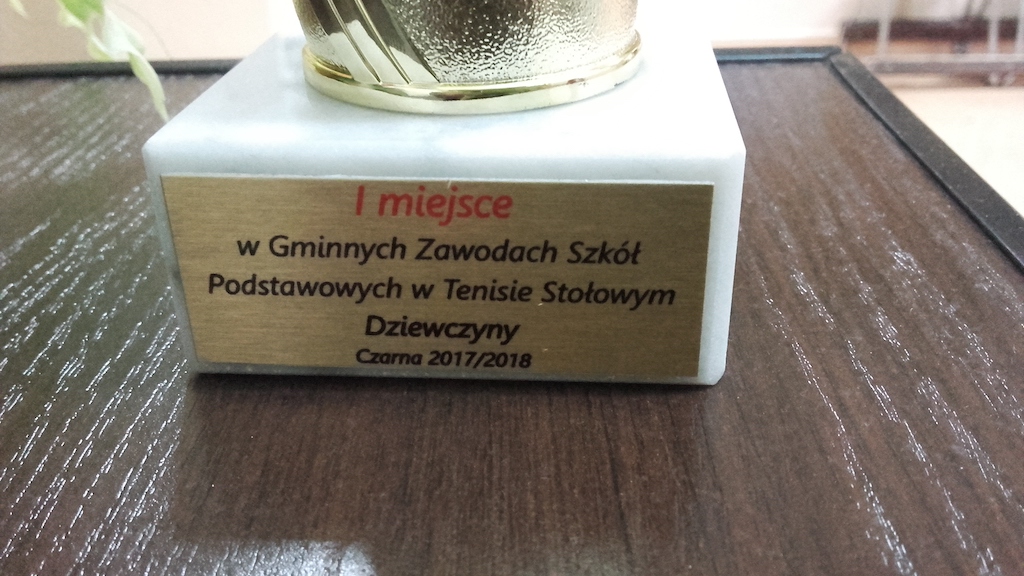 I miejsce
w Gminnych Zawodach Szkół
Podstawowych w Tenisie Stołowym
Dziewczyny
Czarna 2017/2018